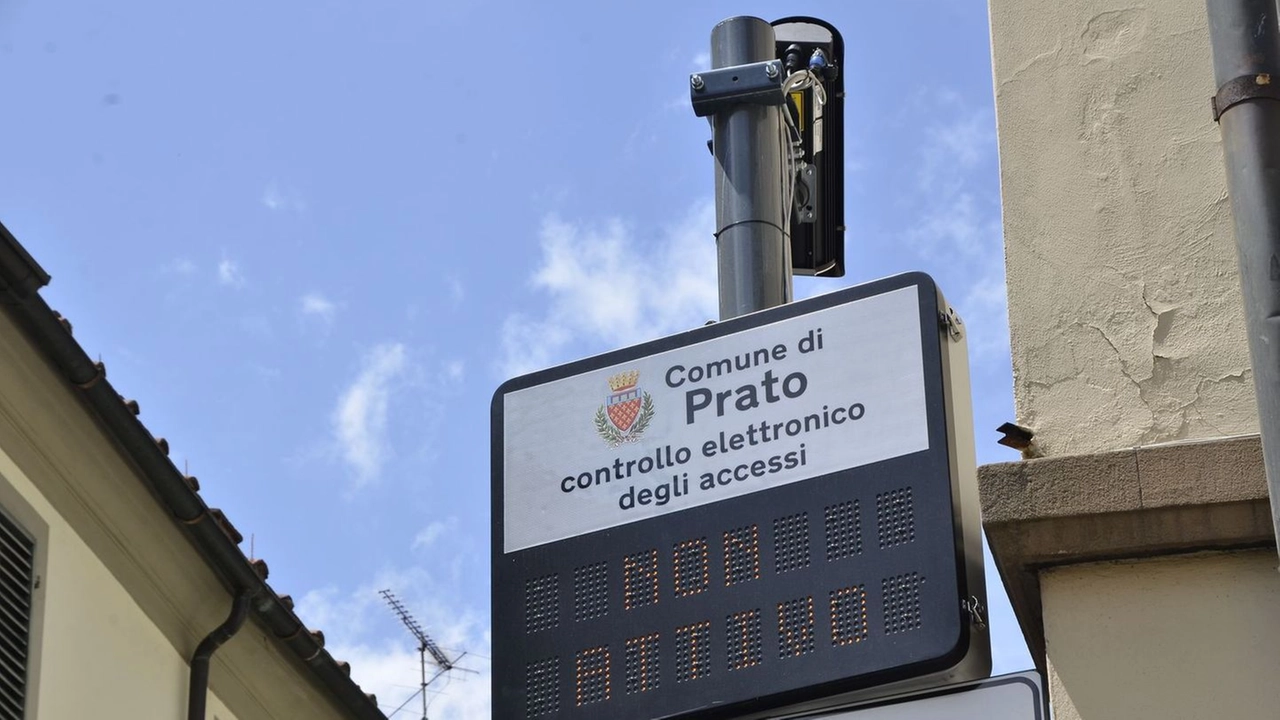 Comune di
Prato
controllo elettronico
degli accessi
NON
ATTIVO